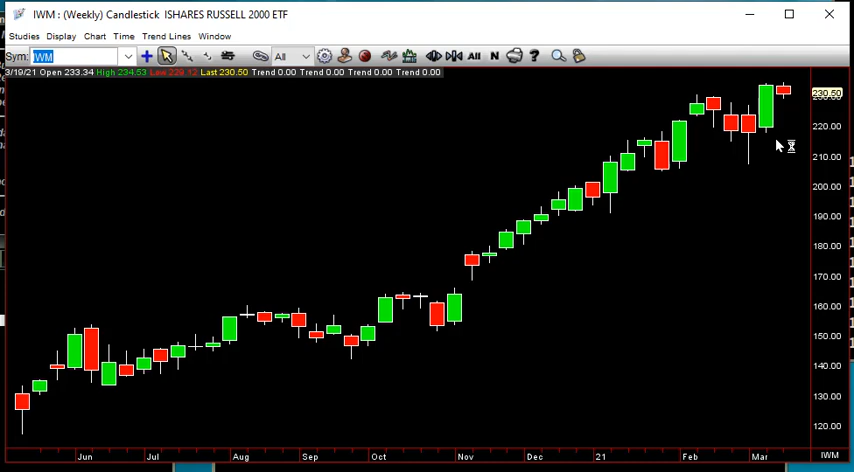 IWM : (Weekly) Candlestick ISHARES RUSSELL 2000 ETF
Studies Display Chart Time Trend Lines Window
Sym: IWM All All N ?
3/19/21 Open 233.34 High 234.53 Low 229.12 Last 230.50 Trend 0.00 Trend 0.00 Trend 0.00 Trend 0.00
230.50
220.00
210.00
200.00
190.00
180.00
170.00
160.00
150.00
140.00
130.00
120.00
Jun Jul Aug Sep Oct Nov Dec 21 Feb Mar IWM